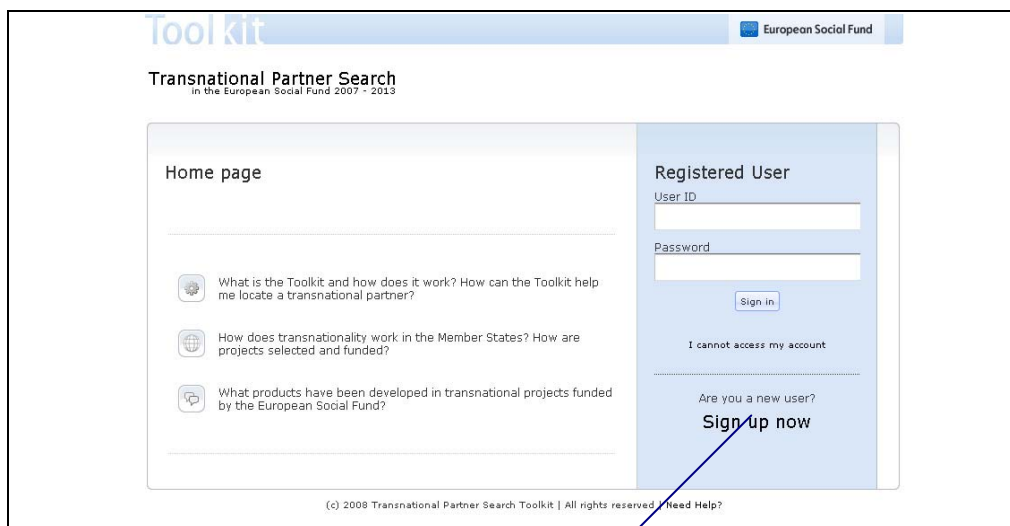 Toolkit
European Social Fund
Transnational Partner Search
in the European Social Fund 2007 - 2013
Home page
What is the Toolkit and how does it work? How can the Toolkit help
me locate a transnational partner?
How does transnationality work in the Member States? How are
projects selected and funded?
What products have been developed in transnational projects funded
by the European Social Fund?
Registered User
User ID
Password
Sign in
I cannot access my account
Are you a new user?
Sign up now
(c) 2008 Transnational Partner Search Toolkit | All rights reserved | Need Help?